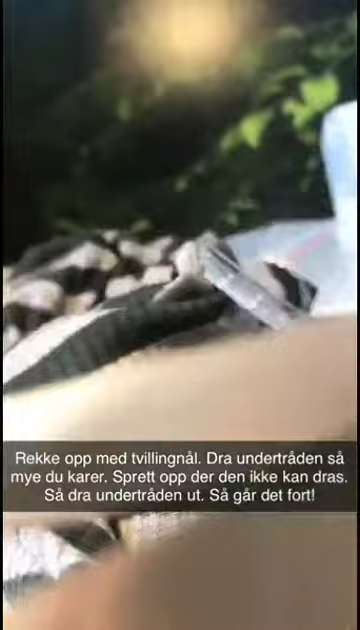 Rekke opp med tvillingnål. Dra undertråden så
mye du karer. Sprett opp der den ikke kan dras.
Så dra undertråden ut. Så går det fort!